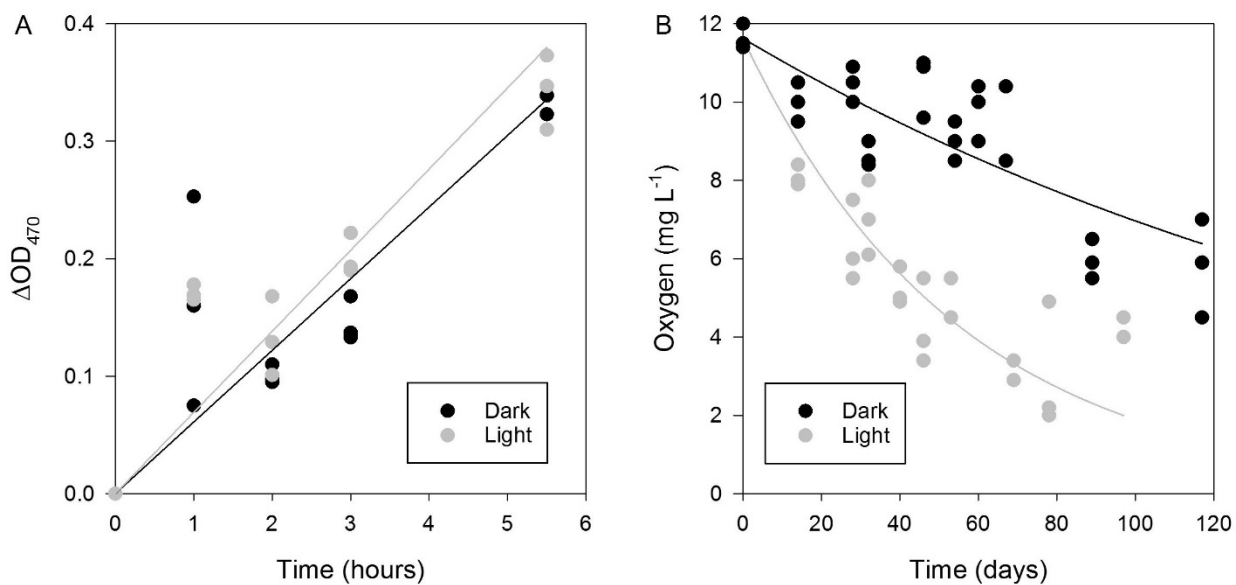 A
0.4
0.3
0.2
0.1
0.0
ΔOD₄₇₀
Dark
Light
0 1 2 3 4 5 6
Time (hours)
B
12
10
8
6
4
2
0
Oxygen (mg L⁻¹)
Dark
Light
0 20 40 60 80 100 120
Time (days)